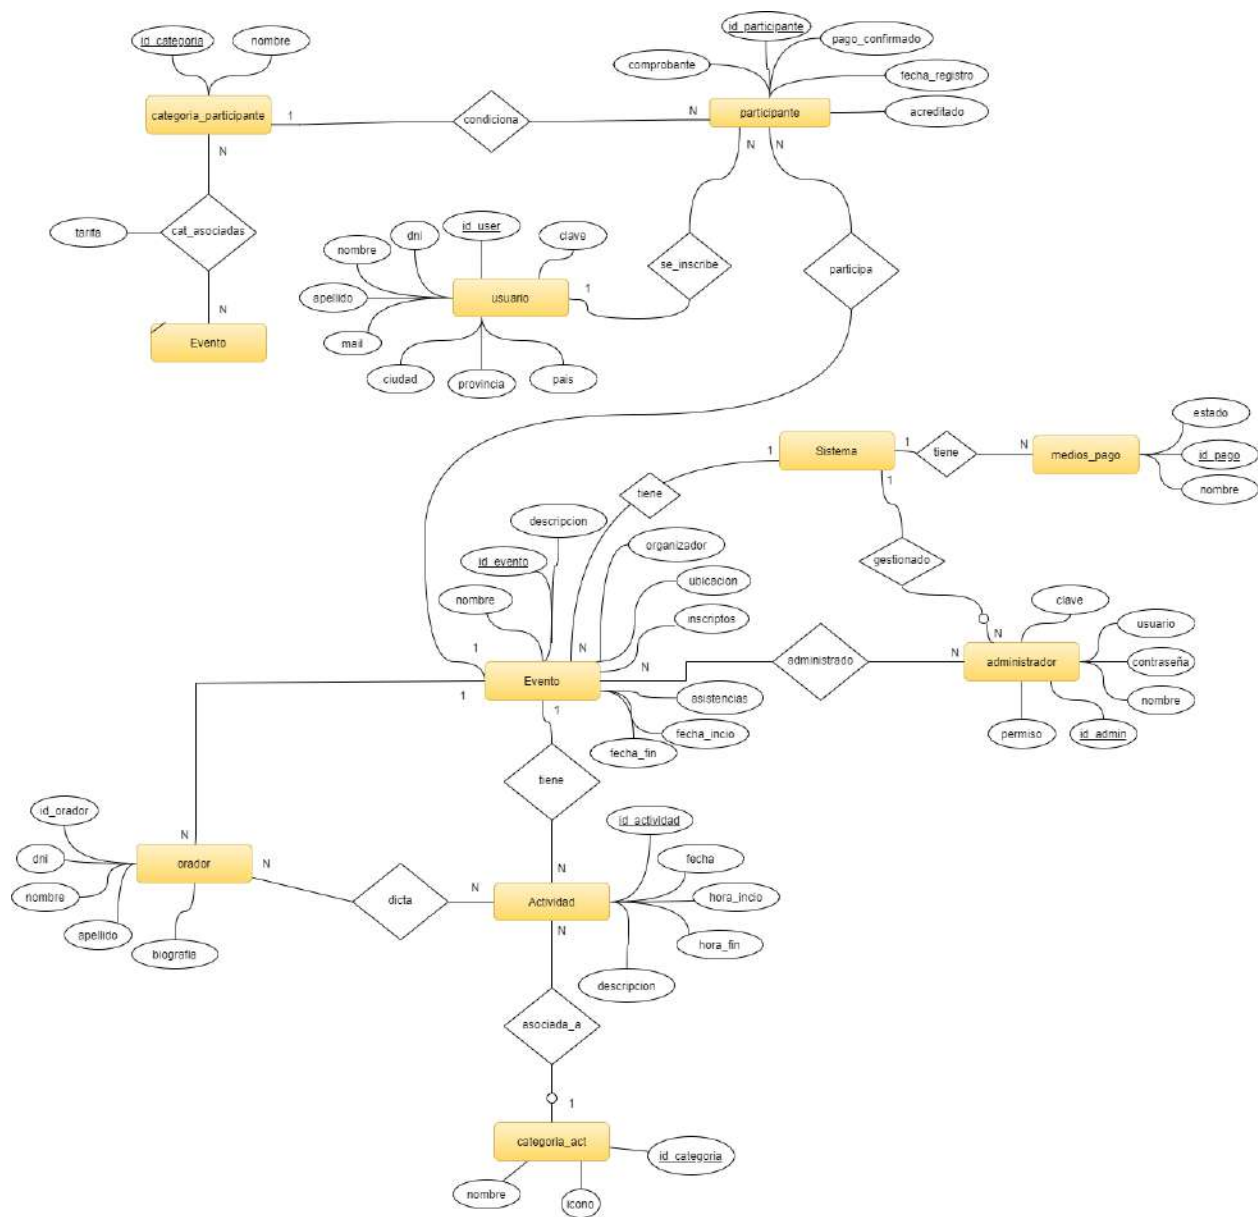 id_categoria
nombre
categoria_participante
1
condiciona
N
id_participante
pago_confirmado
comprobante
fecha_registro
participante
acreditado
N
N
N
tarifa
cat_asociadas
N
Evento
id_user
dni
clave
nombre
apellido
usuario
1
mail
ciudad
provincia
pais
se_inscribe
participa
Sistema
1
1
tiene
N
medios_pago
estado
id_pago
nombre
1
tiene
gestionado
descripcion
organizador
id_evento
ubicacion
nombre
inscriptos
1
N
N
Evento
1
1
asistencias
fecha_incio
fecha_fin
administrado
N
N
clave
usuario
administrador
contraseña
nombre
permiso
id_admin
tiene
id_orador
dni
nombre
apellido
biografia
N
orador
N
dicta
N
N
Actividad
N
id_actividad
fecha
hora_incio
hora_fin
descripcion
asociada_a
1
categoria_act
id_categoria
nombre
icono